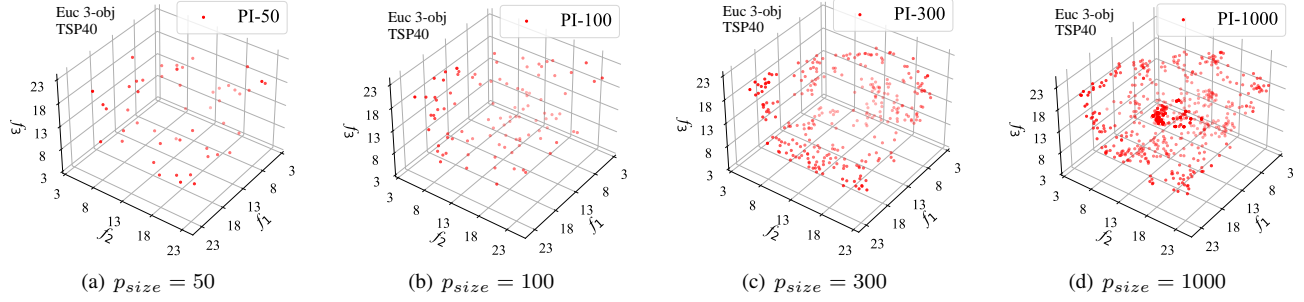 Euc 3-obj
TSP40
PI-50
23
18
13
8
3
f3
3
8
13
18
23
f2
23
18
13
8
3
f1
(a) p_size = 50
Euc 3-obj
TSP40
PI-100
23
18
13
8
3
f3
3
8
13
18
23
f2
23
18
13
8
3
f1
(b) p_size = 100
Euc 3-obj
TSP40
PI-300
23
18
13
8
3
f3
3
8
13
18
23
f2
23
18
13
8
3
f1
(c) p_size = 300
Euc 3-obj
TSP40
PI-1000
23
18
13
8
3
f3
3
8
13
18
23
f2
23
18
13
8
3
f1
(d) p_size = 1000